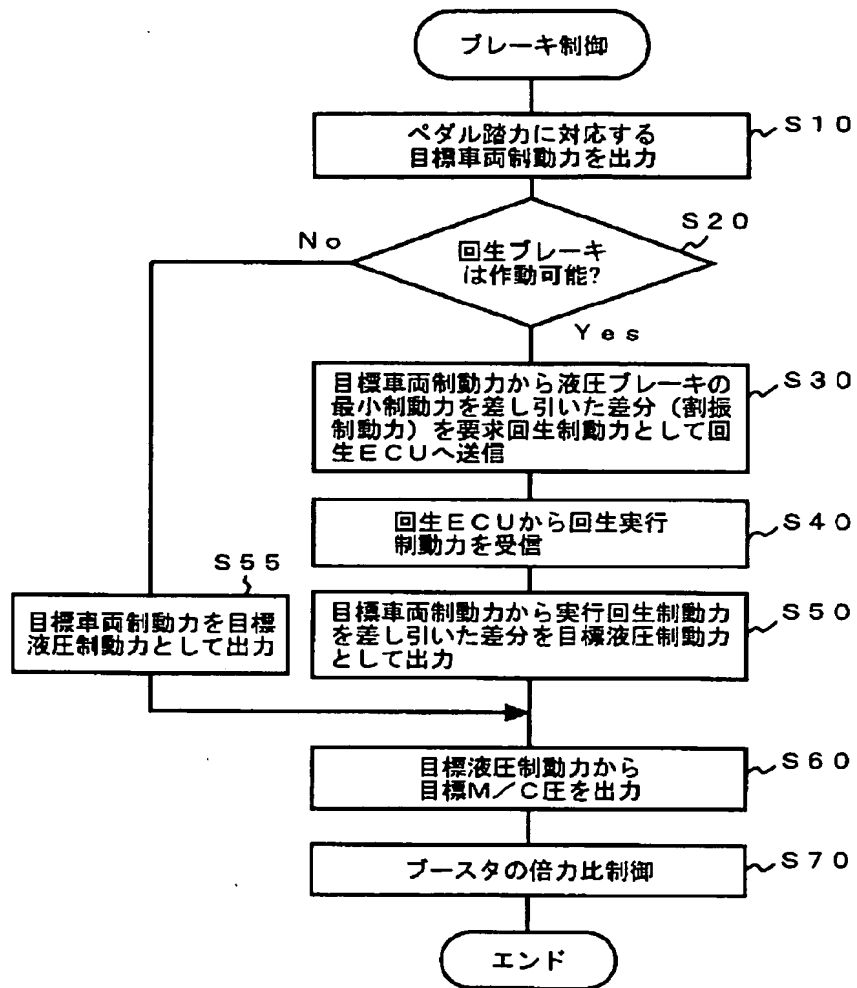 ブレーキ制御
ペダル踏力に対応する
目標車両制動力を出力
S10
回生ブレーキ
は作動可能?
S20
No
Yes
目標車両制動力から液圧ブレーキの
最小制動力を差し引いた差分（割振
制動力）を要求回生制動力として回
生ECUへ送信
S30
回生ECUから回生実行
制動力を受信
S40
S55
目標車両制動力を目標
液圧制動力として出力
目標車両制動力から実行回生制動力
を差し引いた差分を目標液圧制動力
として出力
S50
目標液圧制動力から
目標M／C圧を出力
S60
ブースタの倍力比制御
S70
エンド